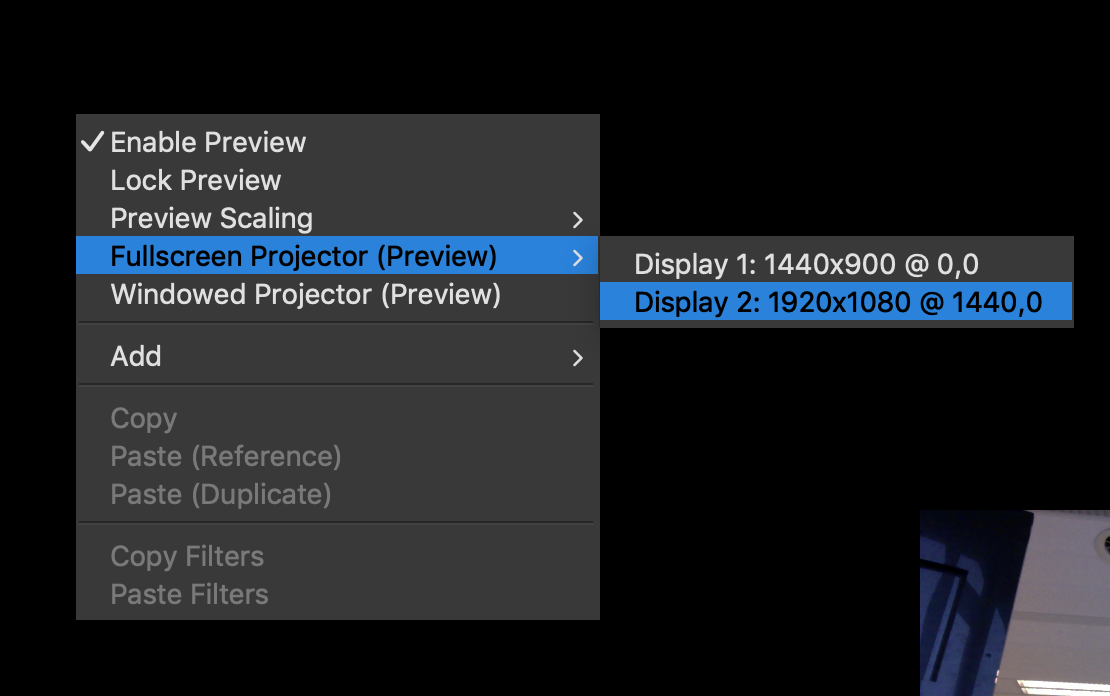 Enable Preview
Lock Preview
Preview Scaling
Fullscreen Projector (Preview)
Windowed Projector (Preview)
Add
Copy
Paste (Reference)
Paste (Duplicate)
Copy Filters
Paste Filters
Display 1: 1440x900 @ 0,0
Display 2: 1920x1080 @ 1440,0